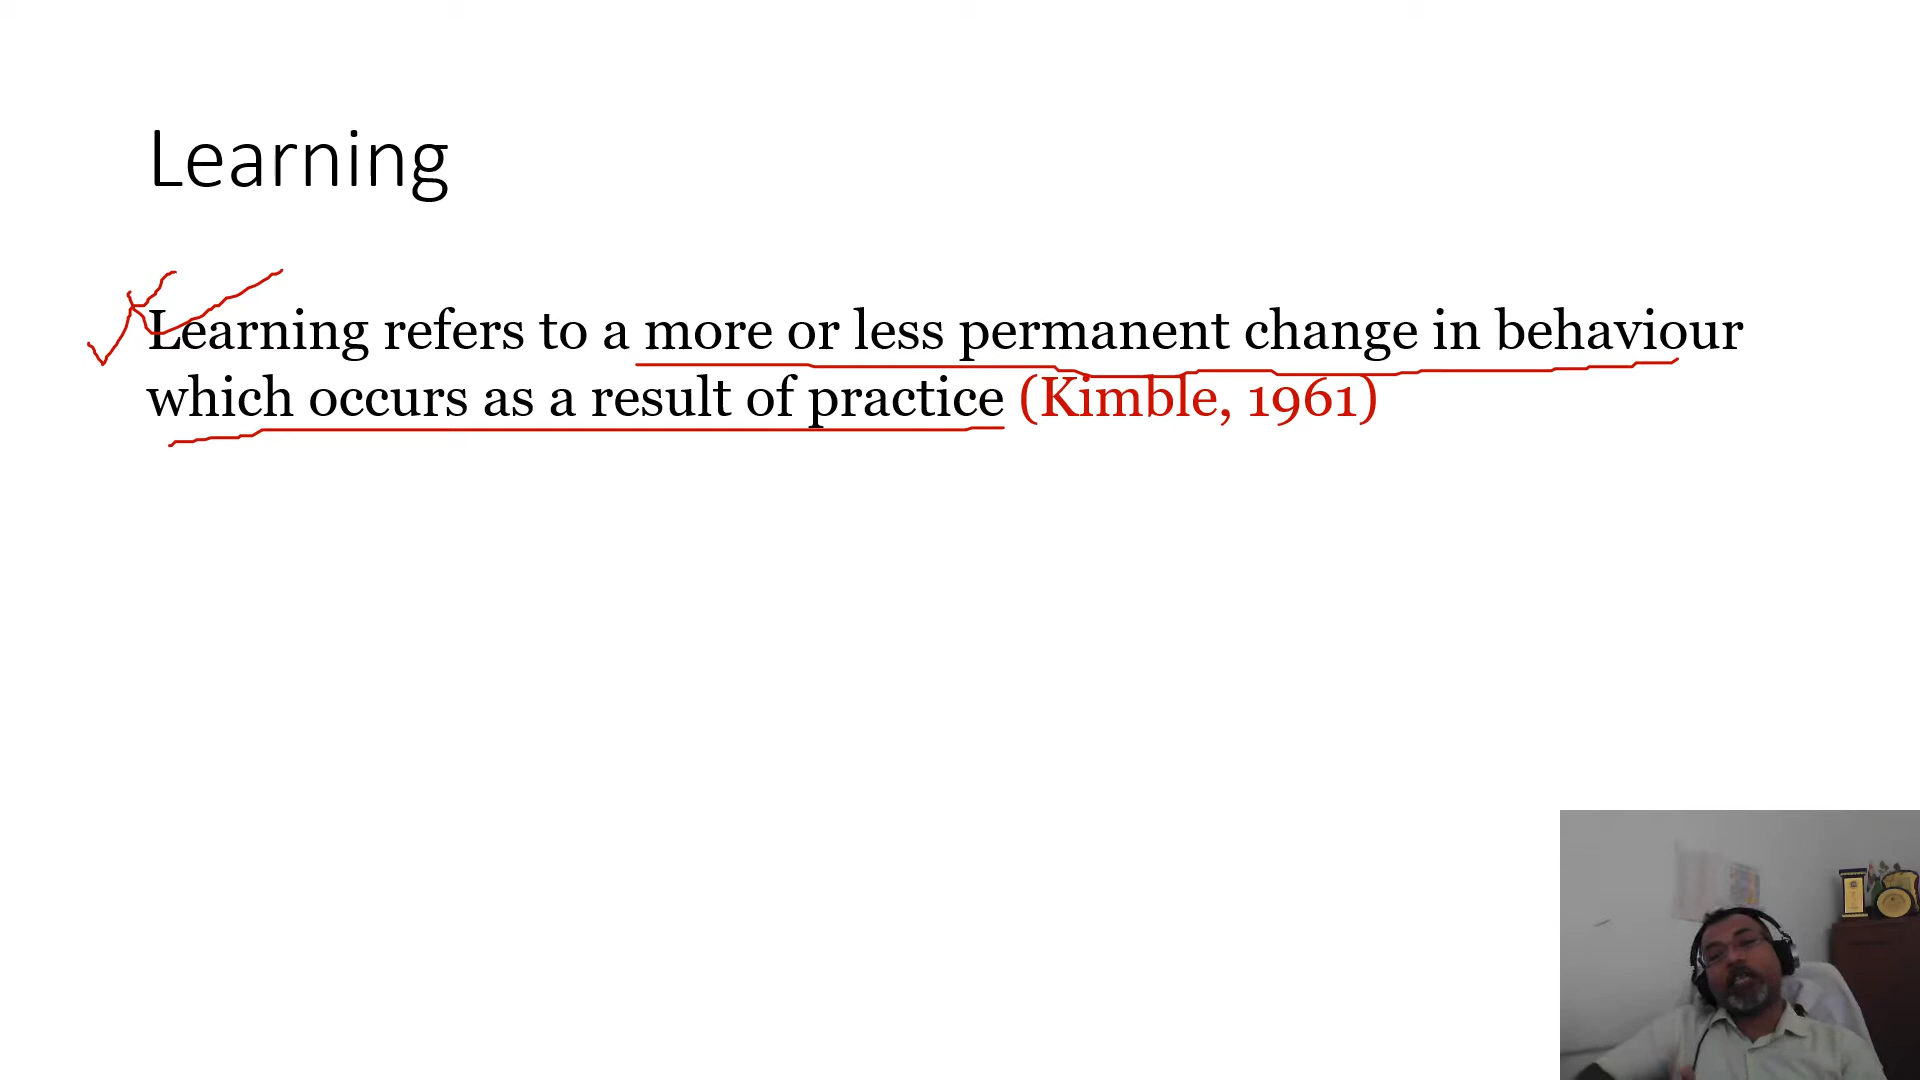 Learning
Learning refers to a more or less permanent change in behaviour
which occurs as a result of practice (Kimble, 1961)